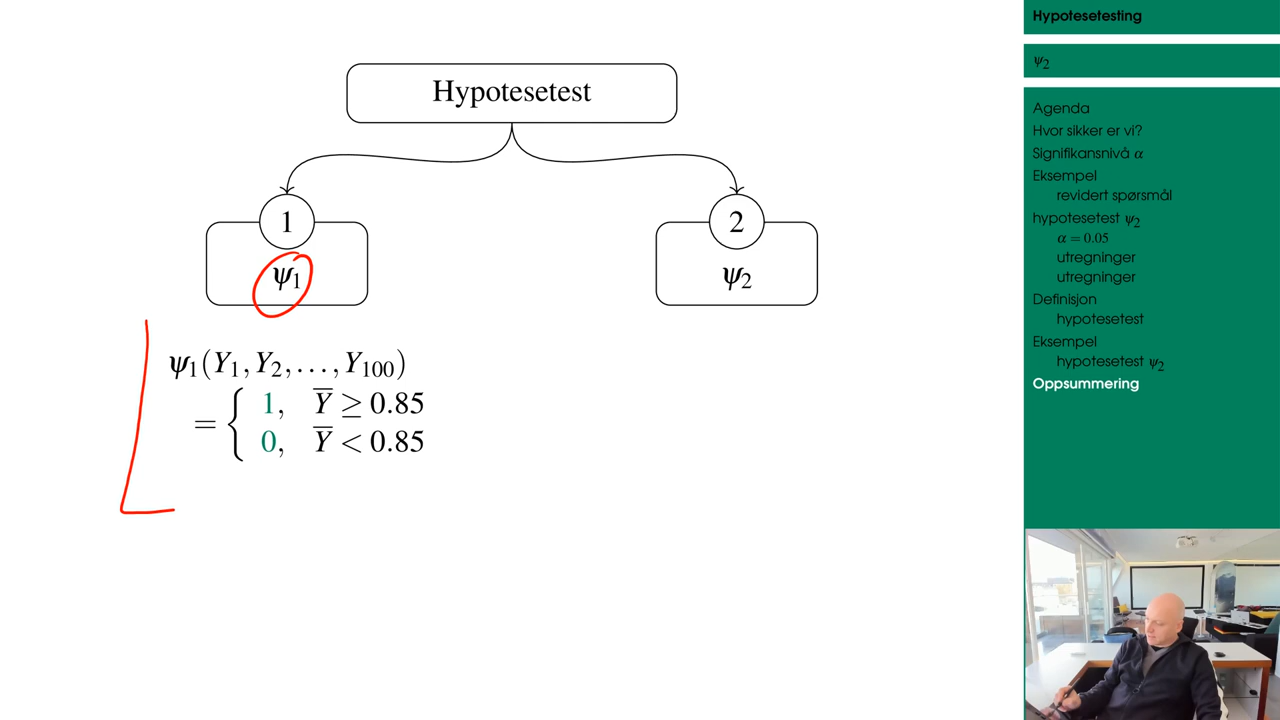 Hypotesetest
1
2
ψ₁
ψ₂
ψ₁(Y₁, Y₂, …, Y₁₀₀)
= { 1, Y̅ ≥ 0.85
0, Y̅ < 0.85
Hypotesetesting
ψ₂
Agenda
Hvor sikker er vi?
Signifikansnivå α
Eksempel
revidert spørsmål
hypotesetest ψ₂
α = 0.05
utregninger
utregninger
Definisjon
hypotesetest
Eksempel
hypotesetest ψ₂
Oppsummering